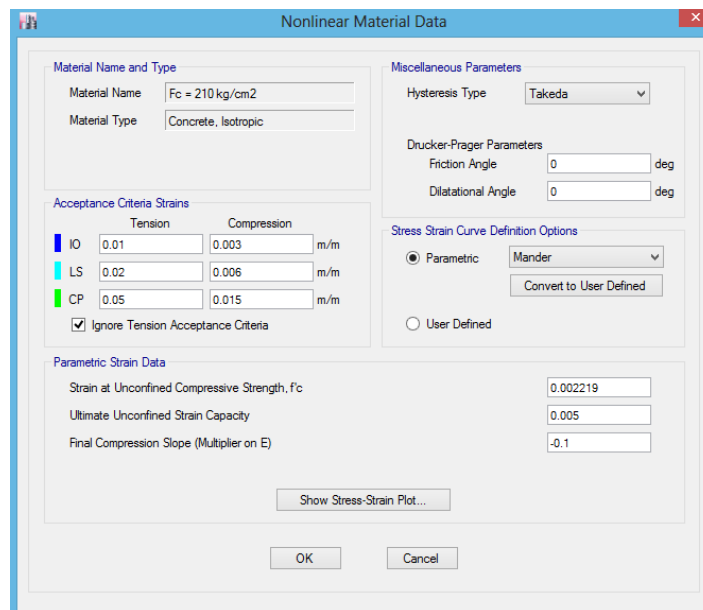 Nonlinear Material Data
Material Name and Type
Material Name Fc = 210 kg/cm2
Material Type Concrete, Isotropic
Miscellaneous Parameters
Hysteresis Type Takeda
Drucker-Prager Parameters
Friction Angle 0 deg
Dilatational Angle 0 deg
Acceptance Criteria Strains
Tension Compression
IO 0.01 0.003 m/m
LS 0.02 0.006 m/m
CP 0.05 0.015 m/m
Ignore Tension Acceptance Criteria
Stress Strain Curve Definition Options
Parametric Mander
Convert to User Defined
User Defined
Parametric Strain Data
Strain at Unconfined Compressive Strength, f'c 0.002219
Ultimate Unconfined Strain Capacity 0.005
Final Compression Slope (Multiplier on E) -0.1
Show Stress-Strain Plot...
OK Cancel